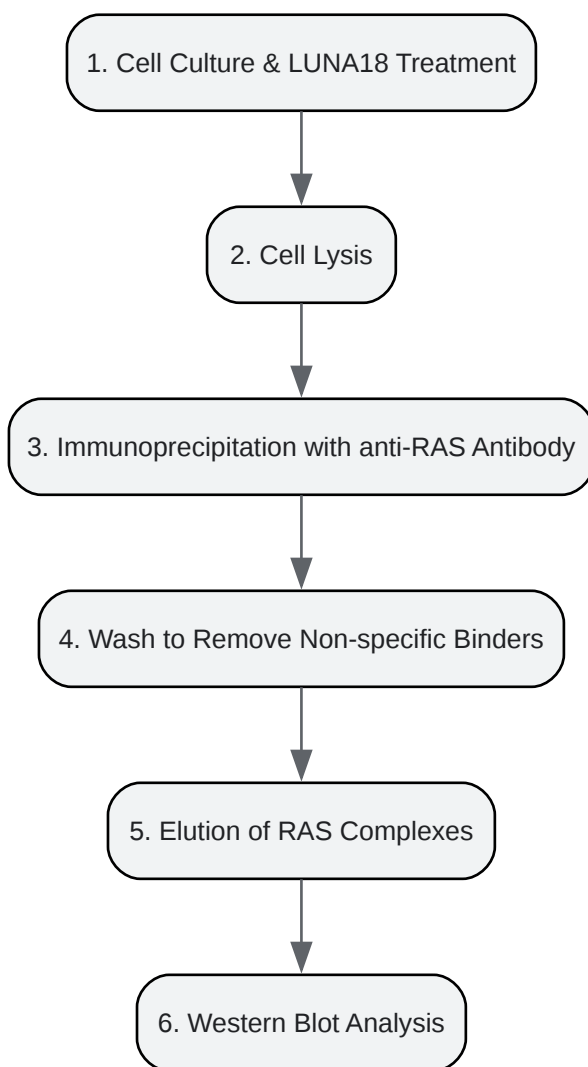 1. Cell Culture & LUNA18 Treatment
2. Cell Lysis
3. Immunoprecipitation with anti-RAS Antibody
4. Wash to Remove Non-specific Binders
5. Elution of RAS Complexes
6. Western Blot Analysis